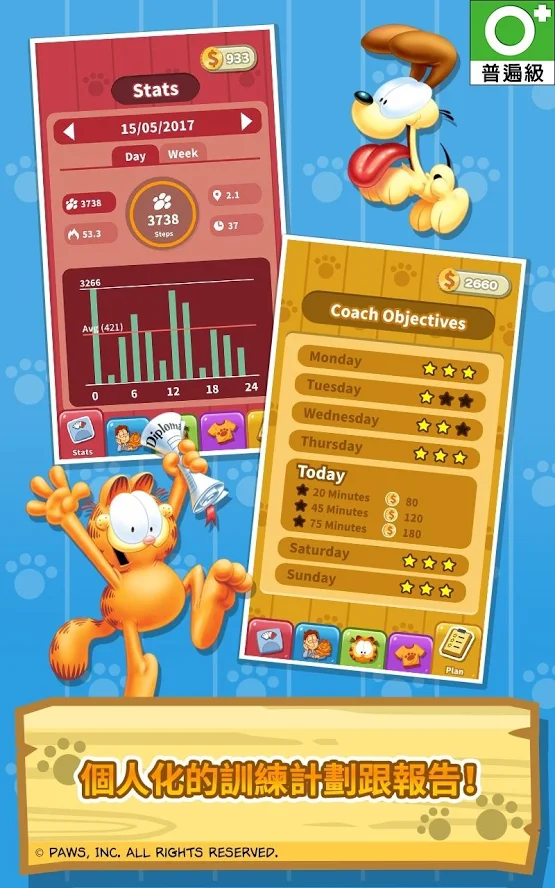 普遍級
933
Stats
15/05/2017
Day Week
3738
3738
Steps
2.1
53.3
37
3266
Avg (421)
0 6 12 18 24
Stats
Diploma
2660
Coach Objectives
Monday
Tuesday
Wednesday
Thursday
Today
20 Minutes 80
45 Minutes 120
75 Minutes 180
Saturday
Sunday
Plan
個人化的訓練計劃跟報告!
© PAWS, INC. ALL RIGHTS RESERVED.